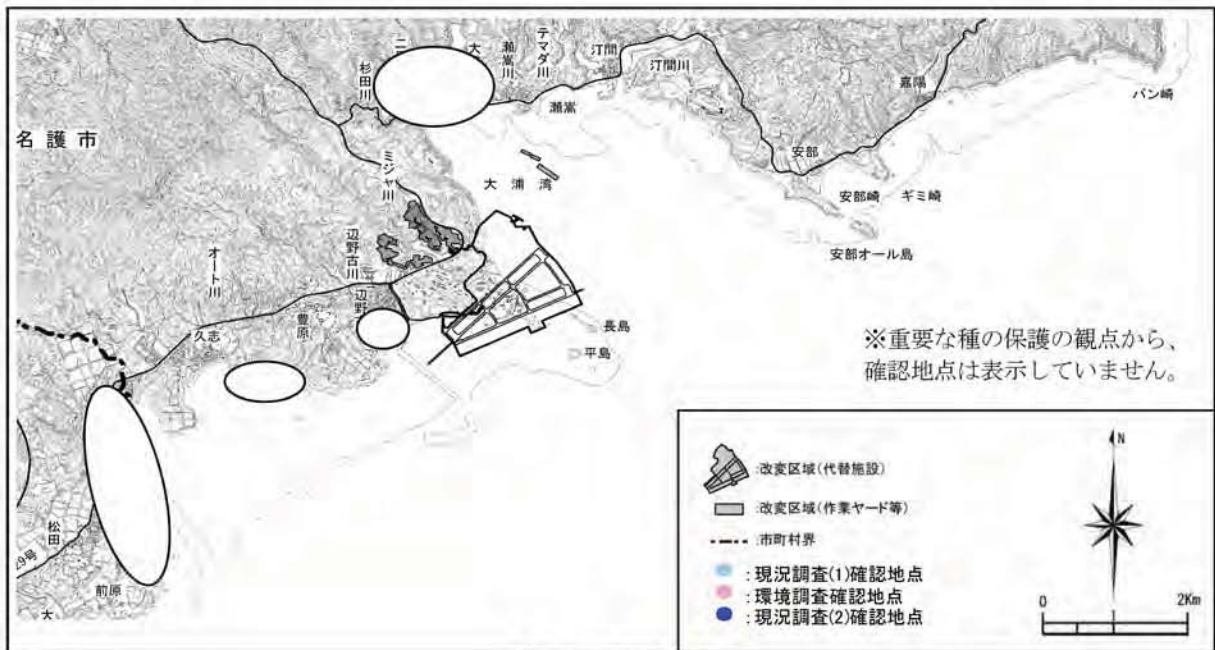 二
大
瀬嵩川
テマダ川
汀間
汀間川
杉田川
瀬嵩
嘉陽
バン崎
名護市
安部
ミジャ川
大浦湾
安部崎
ギミ崎
安部オール島
辺野古川
オート川
辺野
久志
豊原
長島
平島
※重要な種の保護の観点から、
確認地点は表示していません。
松田
29号
前原
大
:改変区域(代替施設)
:改変区域(作業ヤード等)
:市町村界
:現況調査(1)確認地点
:環境調査確認地点
:現況調査(2)確認地点
N
0 2Km